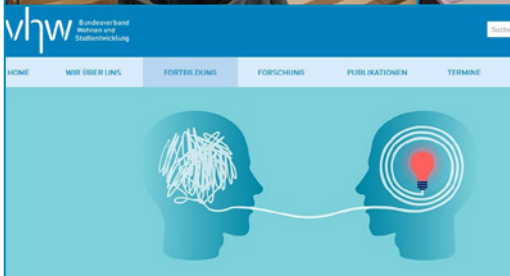 vhw Bundesverband
Wohnen und
Stadtentwicklung
Suche
HOME WIR ÜBER UNS FORTBILDUNG FORSCHUNG PUBLIKATIONEN TERMINE